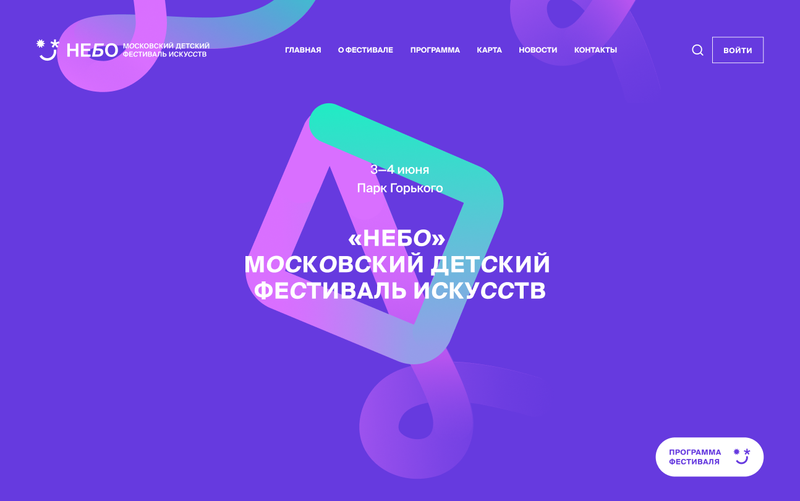 НЕБО
МОСКОВСКИЙ ДЕТСКИЙ
ФЕСТИВАЛЬ ИСКУССТВ
ГЛАВНАЯ О ФЕСТИВАЛЕ ПРОГРАММА КАРТА НОВОСТИ КОНТАКТЫ
ВОЙТИ
3—4 июня
Парк Горького
«НЕБО»
МОСКОВСКИЙ ДЕТСКИЙ
ФЕСТИВАЛЬ ИСКУССТВ
ПРОГРАММА
ФЕСТИВАЛЯ